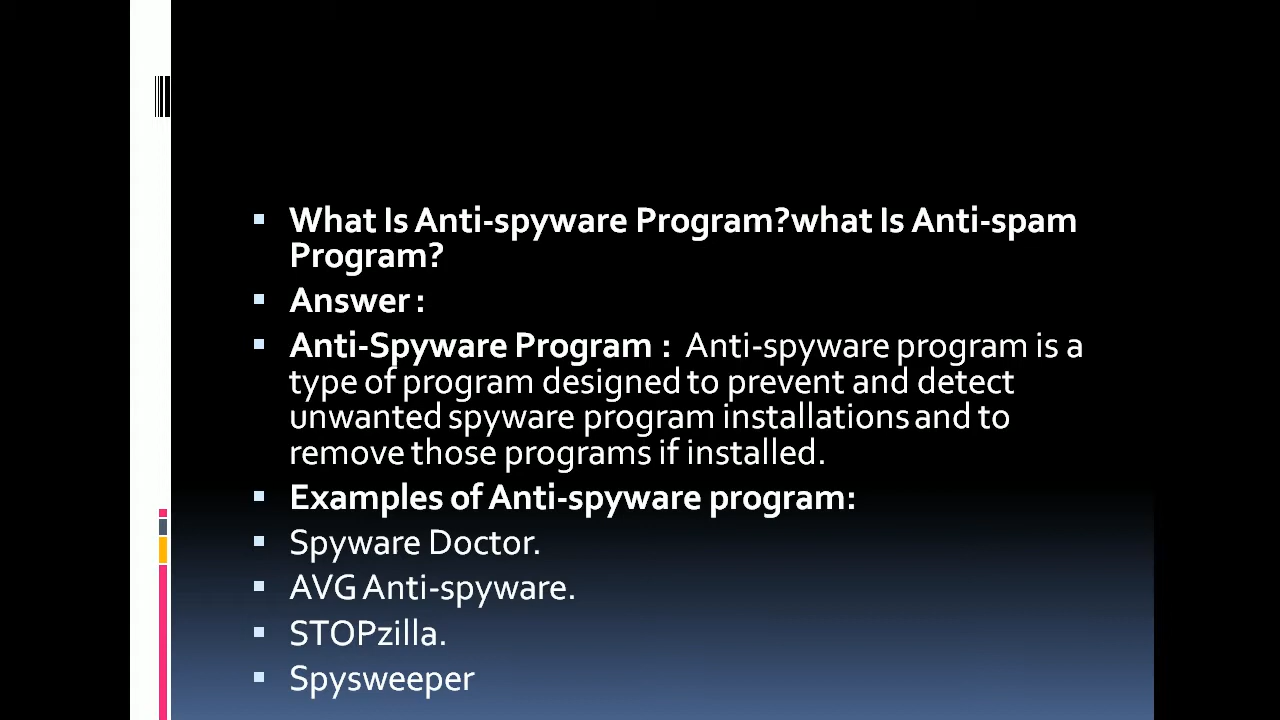 What Is Anti-spyware Program?what Is Anti-spam
Program?
Answer :
Anti-Spyware Program : Anti-spyware program is a
type of program designed to prevent and detect
unwanted spyware program installations and to
remove those programs if installed.
Examples of Anti-spyware program:
Spyware Doctor.
AVG Anti-spyware.
STOPzilla.
Spysweeper